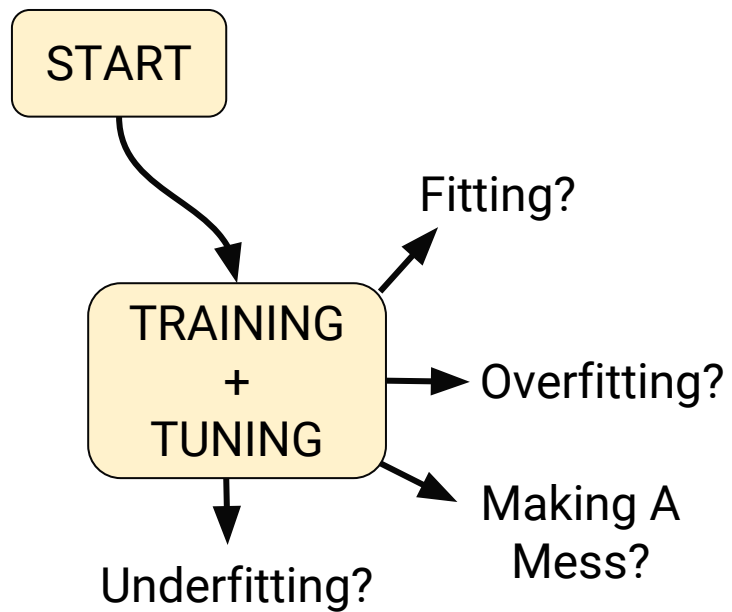 START
Fitting?
TRAINING
+
TUNING
Overfitting?
Making A
Mess?
Underfitting?